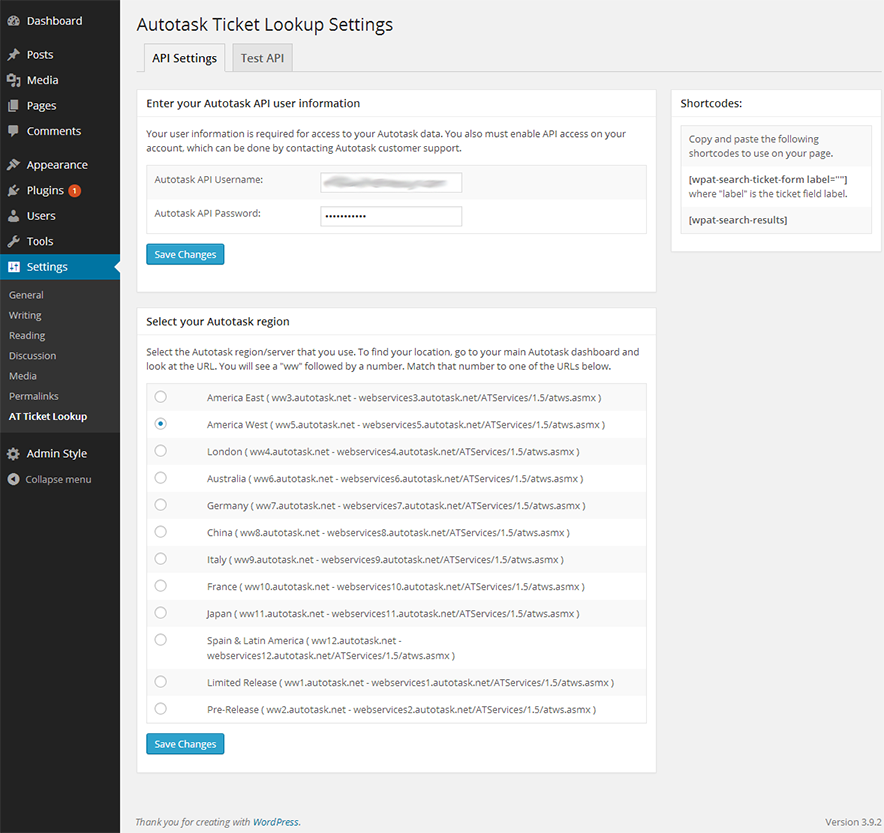 Dashboard
Posts
Media
Pages
Comments
Appearance
Plugins 1
Users
Tools
Settings
General
Writing
Reading
Discussion
Media
Permalinks
AT Ticket Lookup
Admin Style
Collapse menu
Autotask Ticket Lookup Settings
API Settings
Test API
Enter your Autotask API user information
Your user information is required for access to your Autotask data. You also must enable API access on your
account, which can be done by contacting Autotask customer support.
Autotask API Username:
Autotask API Password:
Save Changes
Select your Autotask region
Select the Autotask region/server that you use. To find your location, go to your main Autotask dashboard and
look at the URL. You will see a "ww" followed by a number. Match that number to one of the URLs below.
America East ( ww3.autotask.net - webservices3.autotask.net/ATServices/1.5/atws.asmx )
America West ( ww5.autotask.net - webservices5.autotask.net/ATServices/1.5/atws.asmx )
London ( ww4.autotask.net - webservices4.autotask.net/ATServices/1.5/atws.asmx )
Australia ( ww6.autotask.net - webservices6.autotask.net/ATServices/1.5/atws.asmx )
Germany ( ww7.autotask.net - webservices7.autotask.net/ATServices/1.5/atws.asmx )
China ( ww8.autotask.net - webservices8.autotask.net/ATServices/1.5/atws.asmx )
Italy ( ww9.autotask.net - webservices9.autotask.net/ATServices/1.5/atws.asmx )
France ( ww10.autotask.net - webservices10.autotask.net/ATServices/1.5/atws.asmx )
Japan ( ww11.autotask.net - webservices11.autotask.net/ATServices/1.5/atws.asmx )
Spain & Latin America ( ww12.autotask.net -
webservices12.autotask.net/ATServices/1.5/atws.asmx )
Limited Release ( ww1.autotask.net - webservices1.autotask.net/ATServices/1.5/atws.asmx )
Pre-Release ( ww2.autotask.net - webservices2.autotask.net/ATServices/1.5/atws.asmx )
Save Changes
Shortcodes:
Copy and paste the following
shortcodes to use on your page.
[wpat-search-ticket-form label=""]
where "label" is the ticket field label.
[wpat-search-results]
Thank you for creating with WordPress.
Version 3.9.2